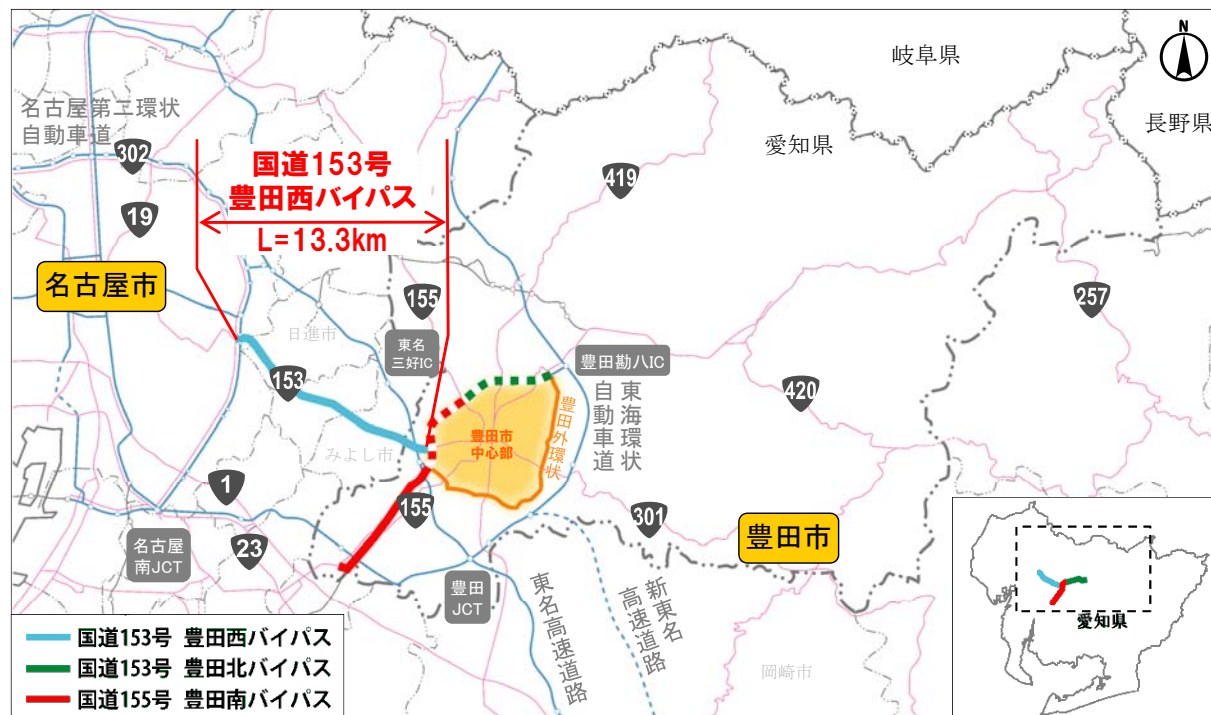 岐阜県
N
長野県
愛知県
名古屋第二環状
自動車道
302
19
国道153号
豊田西バイパス
L=13.3km
419
名古屋市
155
257
日進市
東名
三好IC
豊田勘八IC
153
420
東海環状
自動車道
豊田外環状
豊田市
中心部
みよし市
1
155
301
豊田市
23
名古屋
南JCT
豊田
JCT
東名高速道路
新東名
高速道路
岡崎市
愛知県
国道153号 豊田西バイパス
国道153号 豊田北バイパス
国道155号 豊田南バイパス